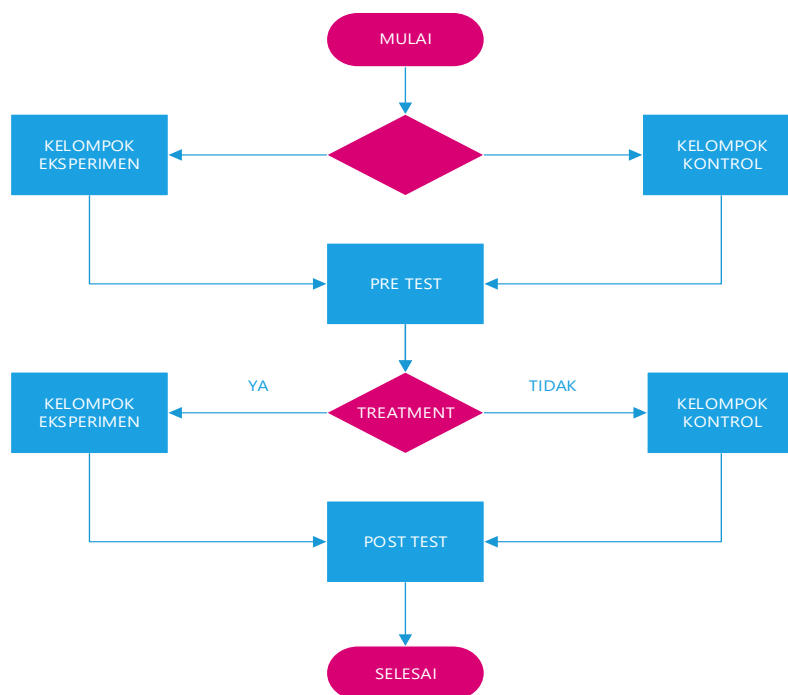 MULAI
KELOMPOK
EKSPERIMEN
KELOMPOK
KONTROL
PRE TEST
YA
TIDAK
KELOMPOK
EKSPERIMEN
TREATMENT
KELOMPOK
KONTROL
POST TEST
SELESAI